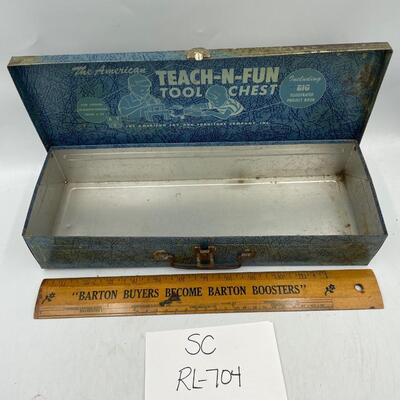 The American
TEACH-N-FUN
TOOL CHEST
Including
BIG
ILLUSTRATED
PROJECT BOOK
THE AMERICAN TOY AND FURNITURE COMPANY, INC.
"BARTON BUYERS BECOME BARTON BOOSTERS"
SC
RL-704